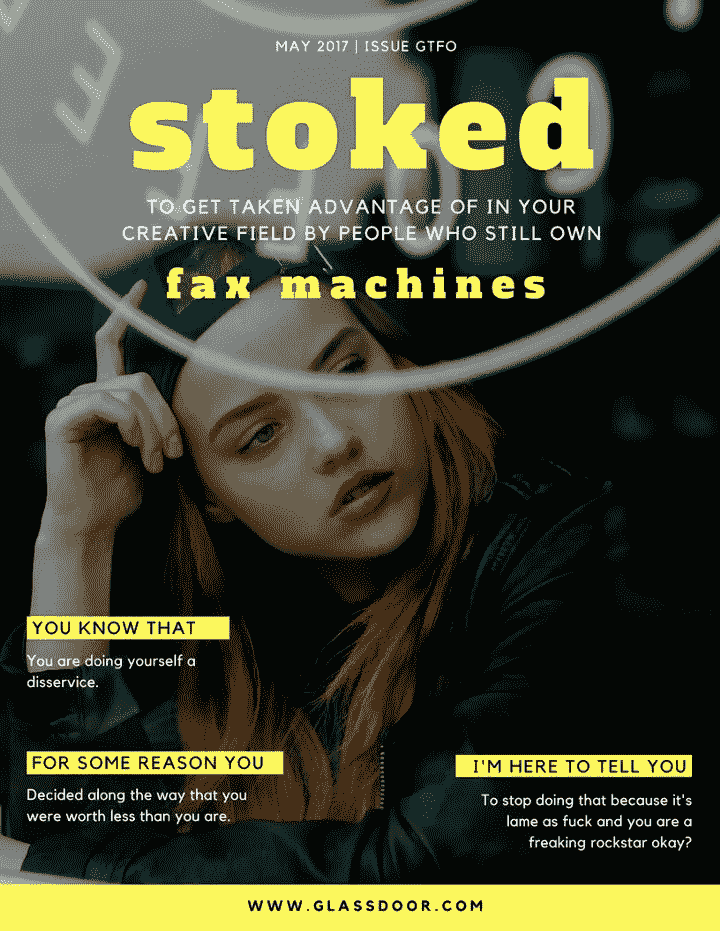 MAY 2017 | ISSUE GTFO
stoked
TO GET TAKEN ADVANTAGE OF IN YOUR
CREATIVE FIELD BY PEOPLE WHO STILL OWN
fax machines
YOU KNOW THAT
You are doing yourself a
disservice.
FOR SOME REASON YOU
Decided along the way that you
were worth less than you are.
I'M HERE TO TELL YOU
To stop doing that because it's
lame as fuck and you are a
freaking rockstar okay?
WWW.GLASSDOOR.COM